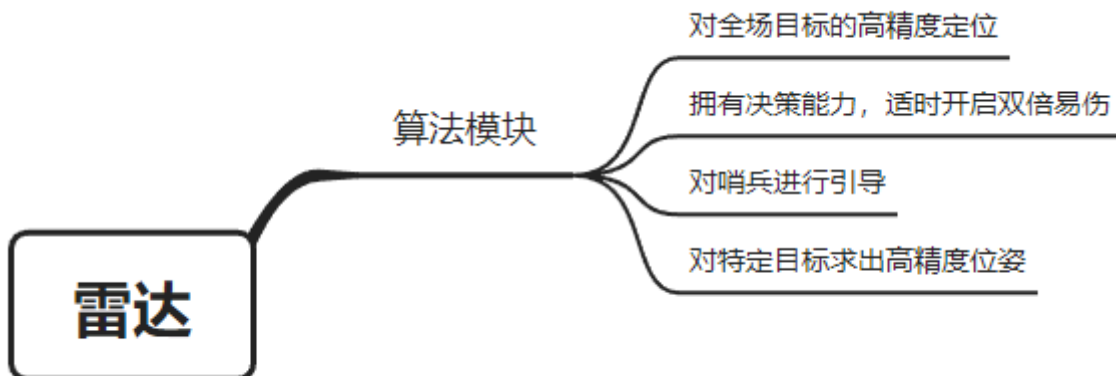 对全场目标的高精度定位
拥有决策能力，适时开启双倍易伤
算法模块
对哨兵进行引导
对特定目标求出高精度位姿
雷达